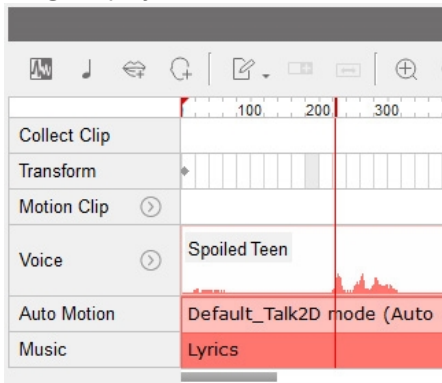 100 200 300
Collect Clip
Transform
Motion Clip
Voice Spoiled Teen
Auto Motion Default_Talk2D mode (Auto
Music Lyrics